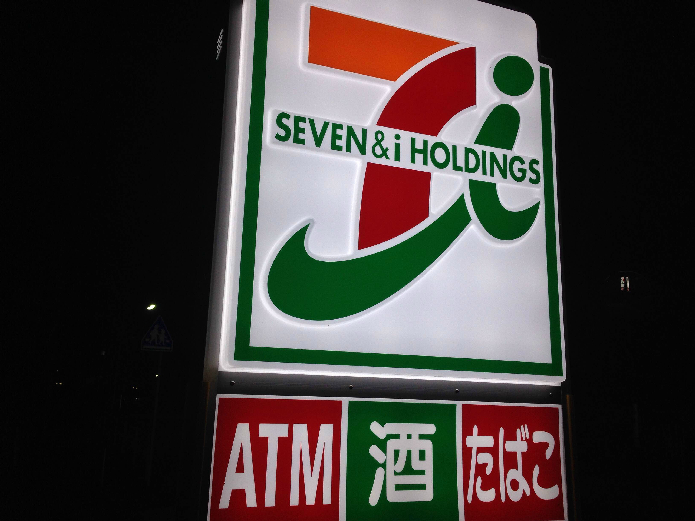 SEVEN & i HOLDINGS
ATM 酒 たばこ